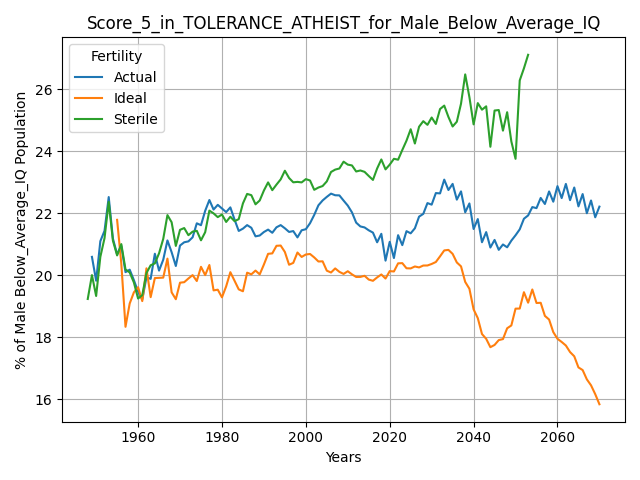 Score_5_in_TOLERANCE_ATHEIST_for_Male_Below_Average_IQ
Fertility
Actual
Ideal
Sterile
% of Male Below_Average_IQ Population
26
24
22
20
18
16
1960
1980
2000
2020
2040
2060
Years